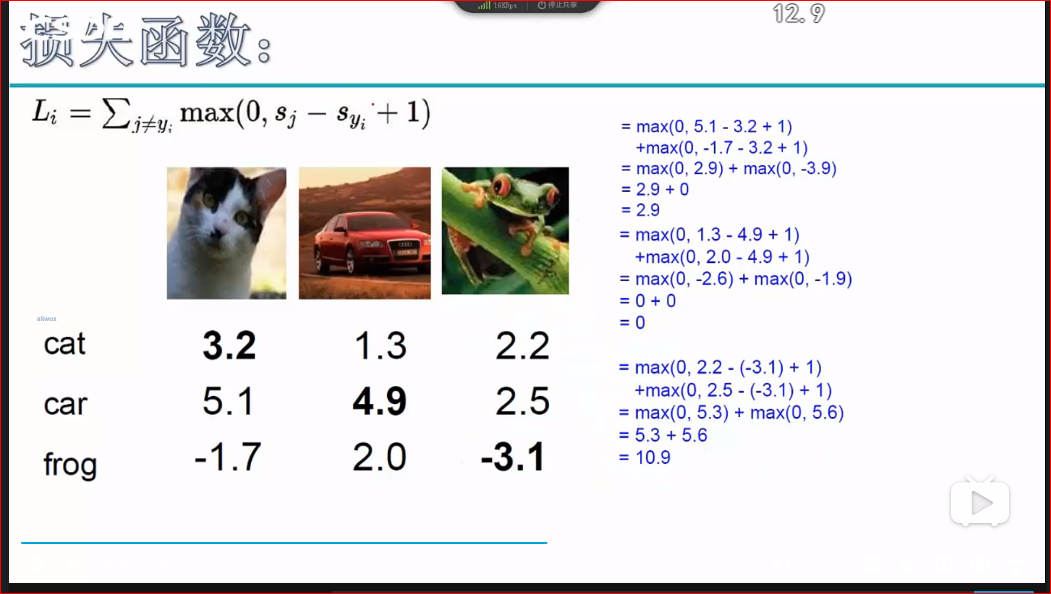 16KBps 停止共享
12.9
损失函数:
L_i = ∑_{j≠y_i} max(0, s_j − s_{y_i} + 1)
aliwux
cat 3.2 1.3 2.2
car 5.1 4.9 2.5
frog -1.7 2.0 -3.1
= max(0, 5.1 - 3.2 + 1)
+max(0, -1.7 - 3.2 + 1)
= max(0, 2.9) + max(0, -3.9)
= 2.9 + 0
= 2.9
= max(0, 1.3 - 4.9 + 1)
+max(0, 2.0 - 4.9 + 1)
= max(0, -2.6) + max(0, -1.9)
= 0 + 0
= 0
= max(0, 2.2 - (-3.1) + 1)
+max(0, 2.5 - (-3.1) + 1)
= max(0, 5.3) + max(0, 5.6)
= 5.3 + 5.6
= 10.9